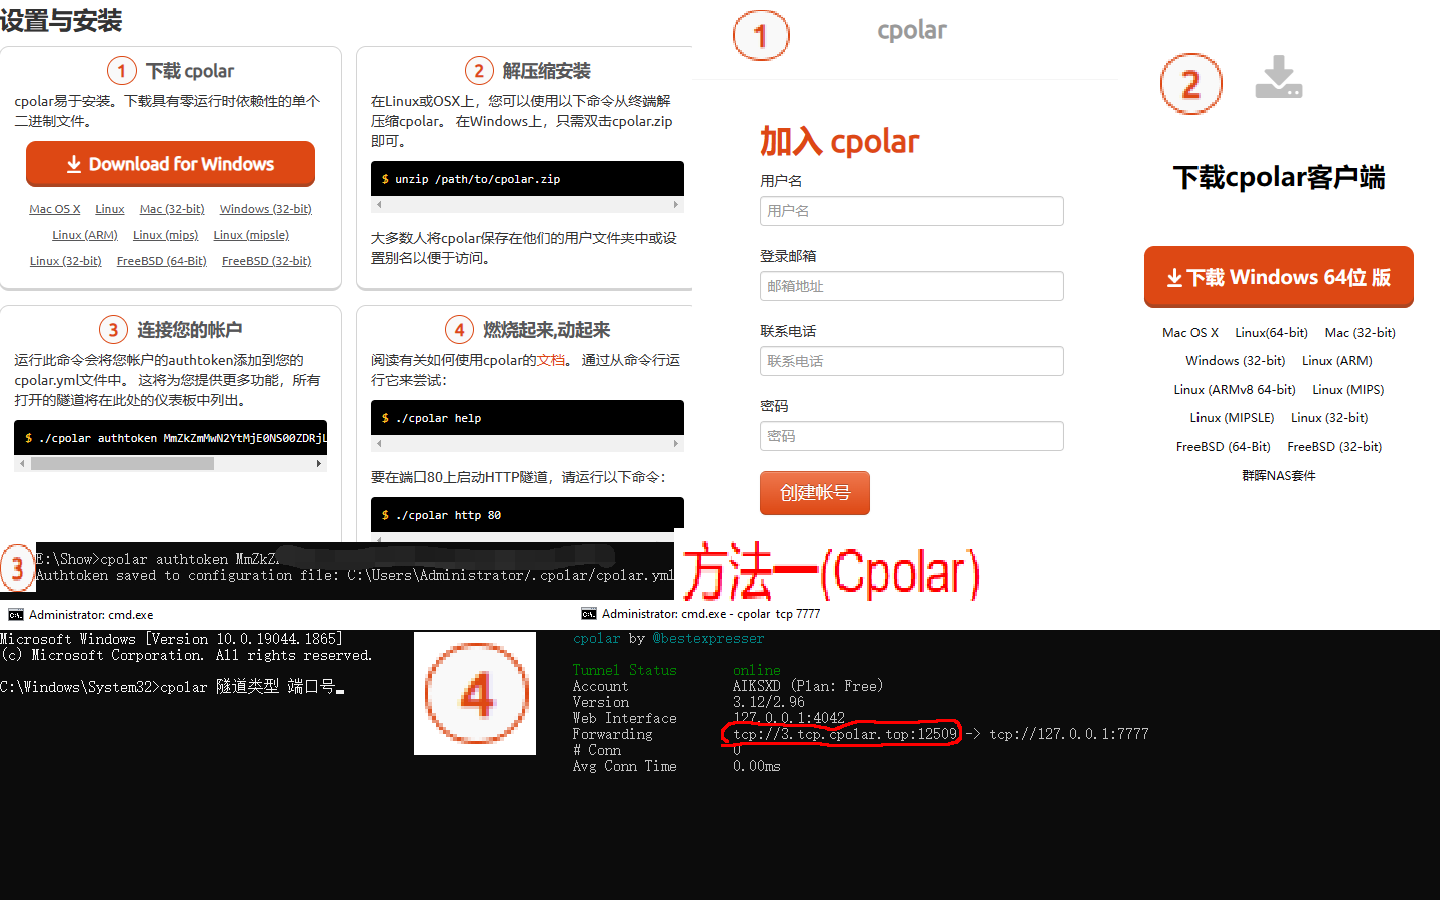 设置与安装
1 下载 cpolar
cpolar易于安装。下载具有零运行时依赖性的单个
二进制文件。
Download for Windows
Mac OS X Linux Mac (32-bit) Windows (32-bit)
Linux (ARM) Linux (mips) Linux (mipsle)
Linux (32-bit) FreeBSD (64-Bit) FreeBSD (32-bit)
2 解压缩安装
在Linux或OSX上，您可以使用以下命令从终端解
压缩cpolar。 在Windows上，只需双击cpolar.zip
即可。
$ unzip /path/to/cpolar.zip
大多数人将cpolar保存在他们的用户文件夹中或设
置别名以便于访问。
3 连接您的帐户
运行此命令会将您帐户的authtoken添加到您的
cpolar.yml文件中。 这将为您提供更多功能，所有
打开的隧道将在此处的仪表板中列出。
$ ./cpolar authtoken MmZkZmMwN2YtMjE0NS00ZDRjL
4 燃烧起来,动起来
阅读有关如何使用cpolar的文档。 通过从命令行运
行它来尝试：
$ ./cpolar help
要在端口80上启动HTTP隧道，请运行以下命令：
$ ./cpolar http 80
1
cpolar
加入 cpolar
用户名
用户名
登录邮箱
邮箱地址
联系电话
联系电话
密码
密码
创建帐号
2
下载cpolar客户端
下载 Windows 64位 版
Mac OS X Linux(64-bit) Mac (32-bit)
Windows (32-bit) Linux (ARM)
Linux (ARMv8 64-bit) Linux (MIPS)
Linux (MIPSLE) Linux (32-bit)
FreeBSD (64-Bit) FreeBSD (32-bit)
群晖NAS套件
3
E:\Show>cpolar authtoken MmZkZ
Authtoken saved to configuration file: C:\Users\Administrator/.cpolar/cpolar.yml
方法一(Cpolar)
Administrator: cmd.exe
Microsoft Windows [Version 10.0.19044.1865]
(c) Microsoft Corporation. All rights reserved.
C:\Windows\System32>cpolar 隧道类型 端口号
4
Administrator: cmd.exe - cpolar tcp 7777
cpolar by @bestexpresser
Tunnel Status online
Account AIKSXD (Plan: Free)
Version 3.12/2.96
Web Interface 127.0.0.1:4042
Forwarding tcp://3.tcp.cpolar.top:12509 -> tcp://127.0.0.1:7777
# Conn 0
Avg Conn Time 0.00ms